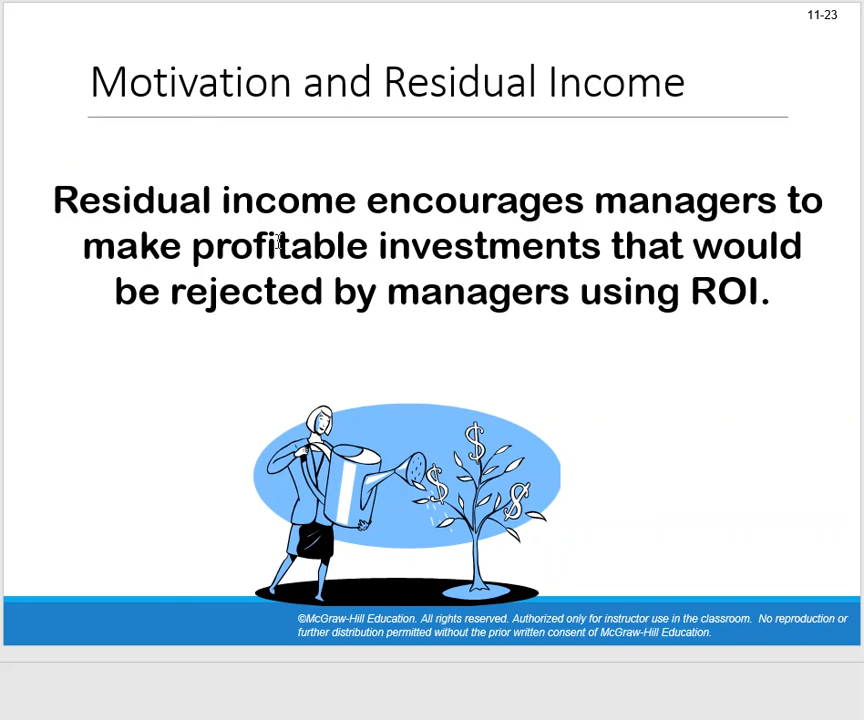 11-23
Motivation and Residual Income
Residual income encourages managers to
make profitable investments that would
be rejected by managers using ROI.
$
$
$
©McGraw-Hill Education. All rights reserved. Authorized only for instructor use in the classroom.  No reproduction or
further distribution permitted without the prior written consent of McGraw-Hill Education.